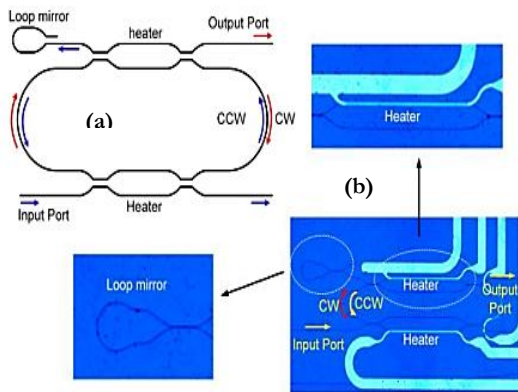 Loop mirror
heater
Output Port
(a)
CCW
CW
Input Port
Heater
Heater
(b)
Loop mirror
Heater
CW
CCW
Output
Port
Input Port
Heater